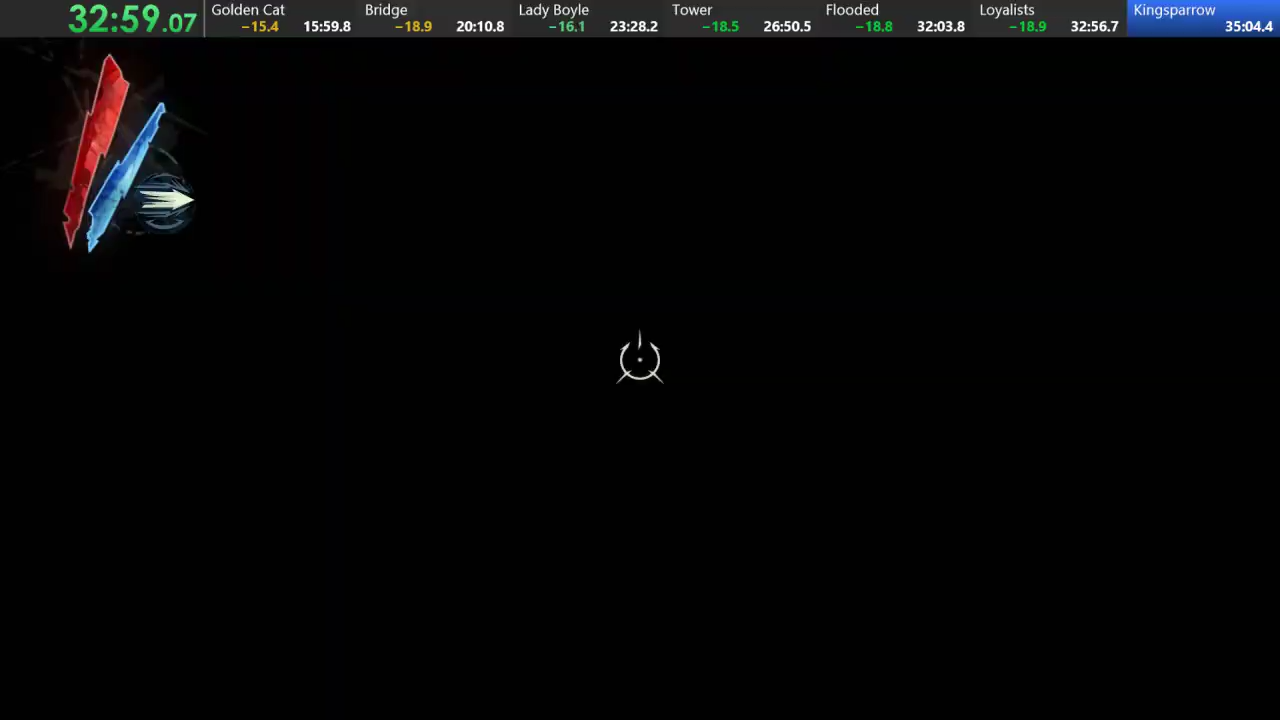 32:59.07
Golden Cat Bridge Lady Boyle Tower Flooded Loyalists Kingsparrow
−15.4 15:59.8 −18.9 20:10.8 −16.1 23:28.2 −18.5 26:50.5 −18.8 32:03.8 −18.9 32:56.7 35:04.4